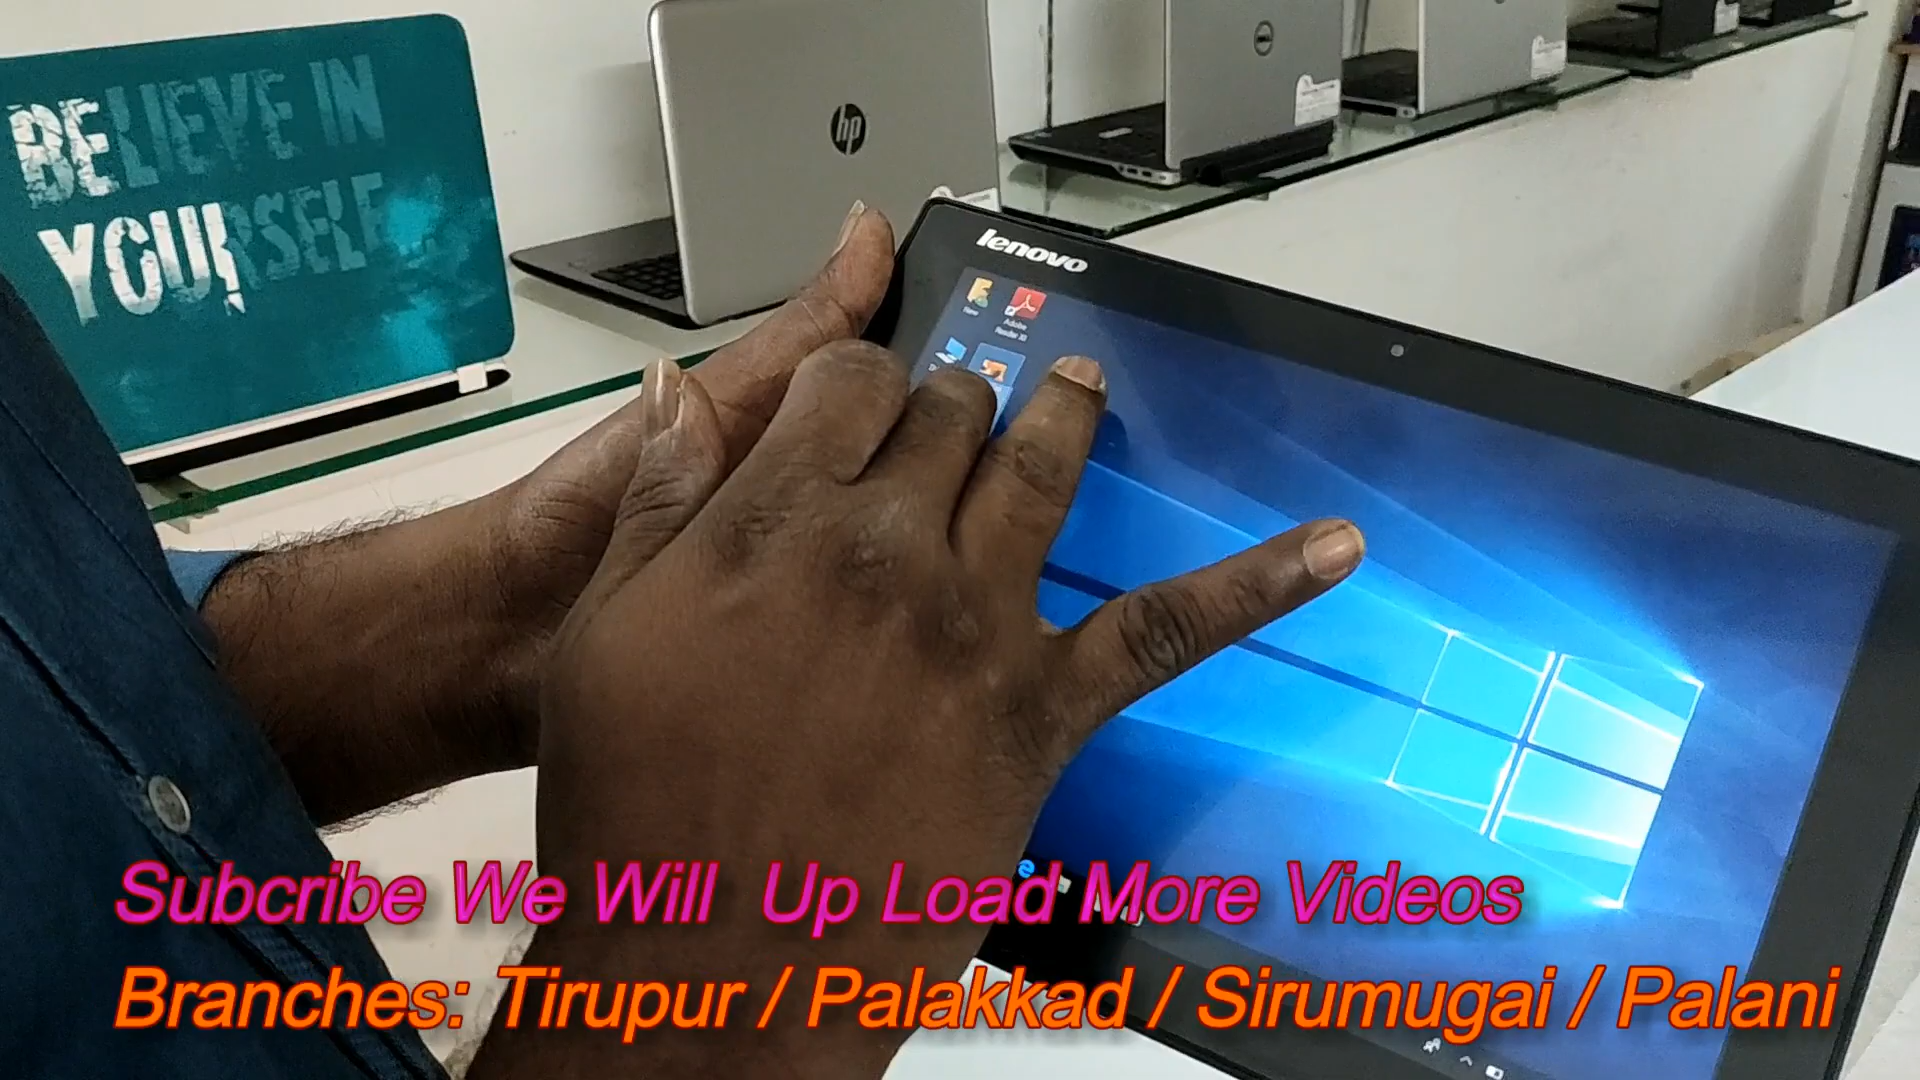 BELIEVE IN
YOURSELF
hp
DELL
lenovo
Adobe
Reader XI
Subcribe We Will Up Load More Videos
Branches: Tirupur / Palakkad / Sirumugai / Palani